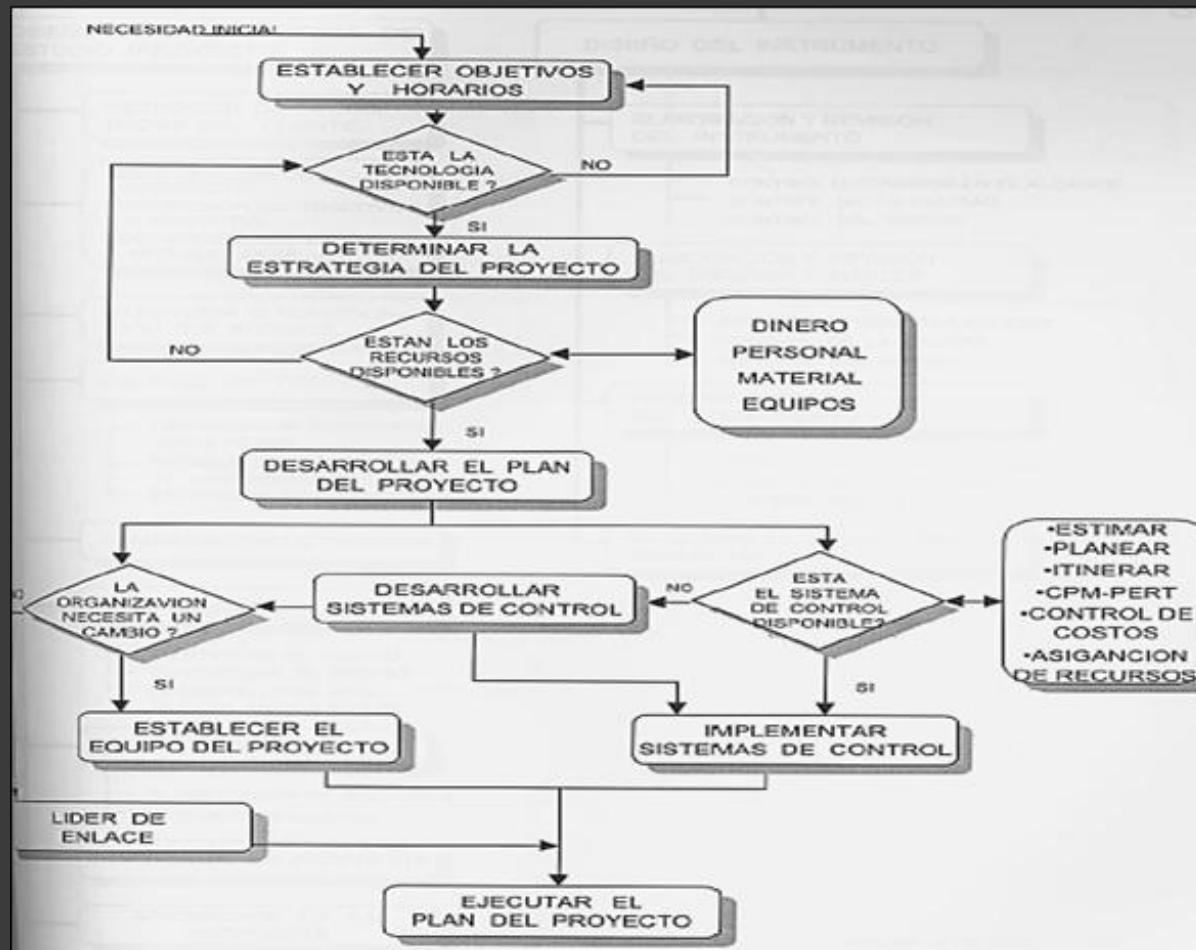 NECESIDAD INICIAL
ESTABLECER OBJETIVOS
Y HORARIOS
ESTA LA
TECNOLOGIA
DISPONIBLE ?
NO
SI
DETERMINAR LA
ESTRATEGIA DEL PROYECTO
ESTAN LOS
RECURSOS
DISPONIBLES ?
NO
DINERO
PERSONAL
MATERIAL
EQUIPOS
SI
DESARROLLAR EL PLAN
DEL PROYECTO
LA
ORGANIZAVION
NECESITA UN
CAMBIO ?
DESARROLLAR
SISTEMAS DE CONTROL
NO
ESTA
EL SISTEMA
DE CONTROL
DISPONIBLE?
•ESTIMAR
•PLANEAR
•ITINERAR
•CPM-PERT
•CONTROL DE
COSTOS
•ASIGANCION
DE RECURSOS
SI
SI
ESTABLECER EL
EQUIPO DEL PROYECTO
IMPLEMENTAR
SISTEMAS DE CONTROL
LIDER DE
ENLACE
EJECUTAR EL
PLAN DEL PROYECTO